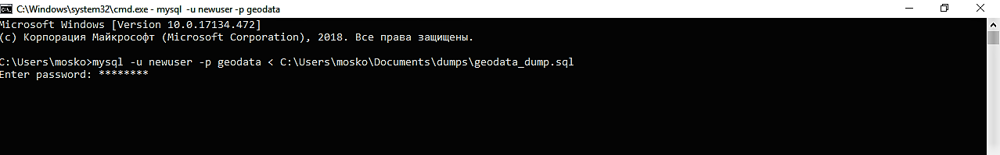 C:\Windows\system32\cmd.exe - mysql  -u newuser -p geodata
Microsoft Windows [Version 10.0.17134.472]
(c) Корпорация Майкрософт (Microsoft Corporation), 2018. Все права защищены.
C:\Users\mosko>mysql -u newuser -p geodata < C:\Users\mosko\Documents\dumps\geodata_dump.sql
Enter password: ********